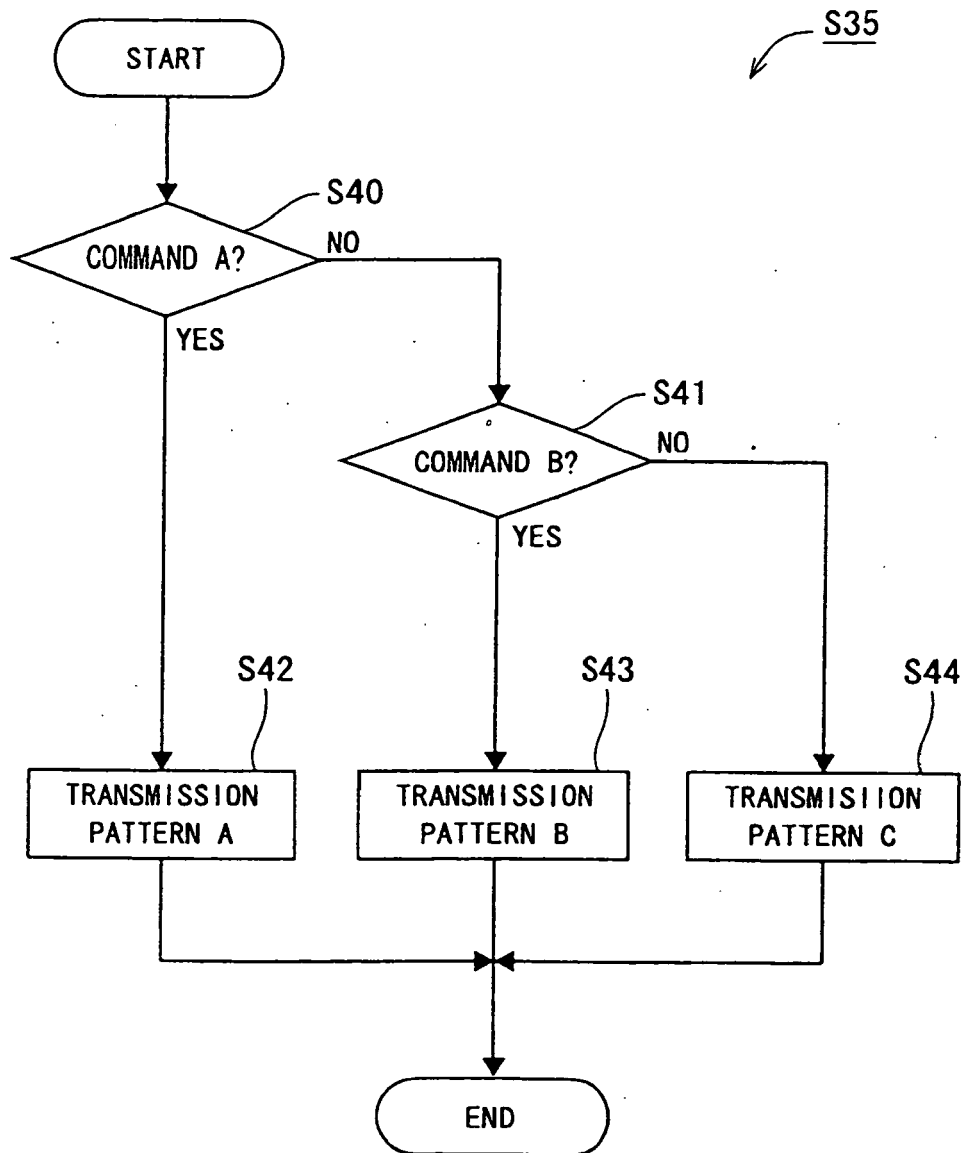 START
S35
S40
COMMAND A?
NO
YES
S41
COMMAND B?
NO
YES
S42
S43
S44
TRANSMISSION
PATTERN A
TRANSMISSION
PATTERN B
TRANSMISIION
PATTERN C
END